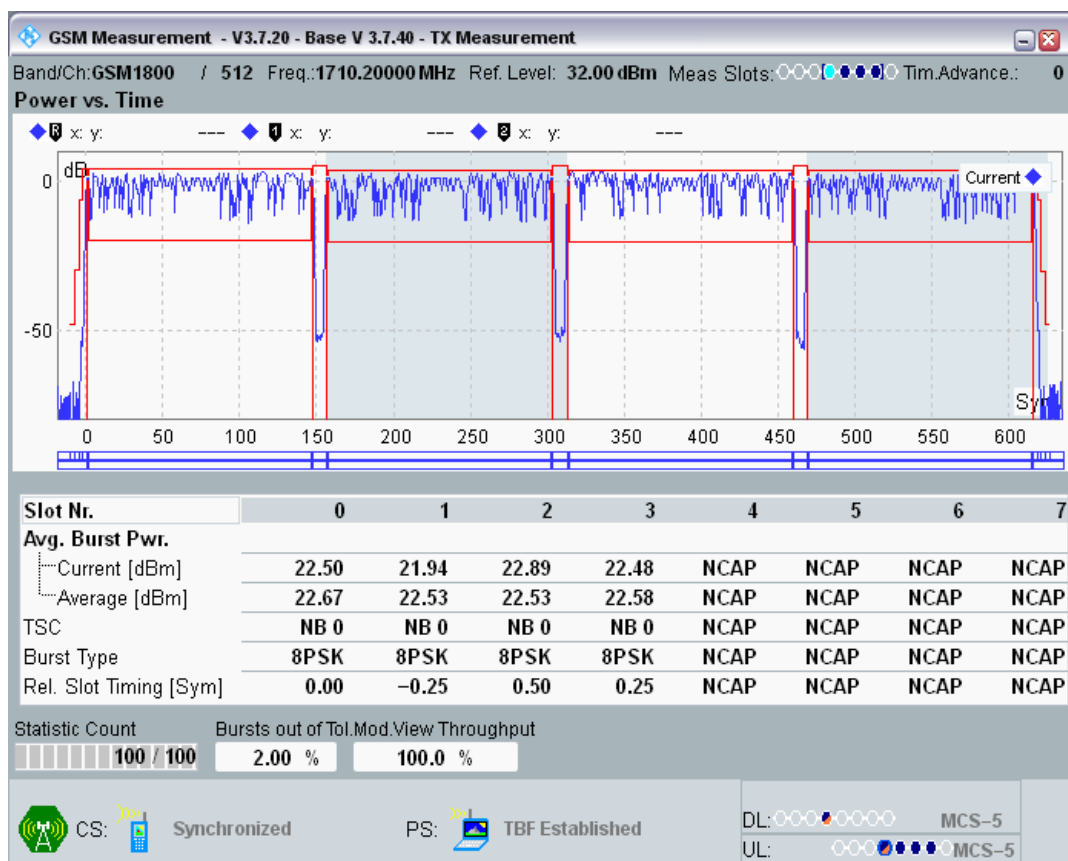 GSM Measurement - V3.7.20 - Base V 3.7.40 - TX Measurement
Band/Ch:GSM1800 / 512 Freq.:1710.20000 MHz Ref. Level: 32.00 dBm Meas Slots: Tim.Advance.: 0
Power vs. Time
R x: y: --- 1 x: y: --- 2 x: y: ---
dB
Current
0
-50
Sym
0 50 100 150 200 250 300 350 400 450 500 550 600
Slot Nr. 0 1 2 3 4 5 6 7
Avg. Burst Pwr.
Current [dBm] 22.50 21.94 22.89 22.48 NCAP NCAP NCAP NCAP
Average [dBm] 22.67 22.53 22.53 22.58 NCAP NCAP NCAP NCAP
TSC NB 0 NB 0 NB 0 NB 0 NCAP NCAP NCAP NCAP
Burst Type 8PSK 8PSK 8PSK 8PSK NCAP NCAP NCAP NCAP
Rel. Slot Timing [Sym] 0.00 −0.25 0.50 0.25 NCAP NCAP NCAP NCAP
Statistic Count Bursts out of Tol. Mod.View Throughput
100 / 100 2.00 % 100.0 %
CS: Synchronized PS: TBF Established DL: MCS−5
UL: MCS−5